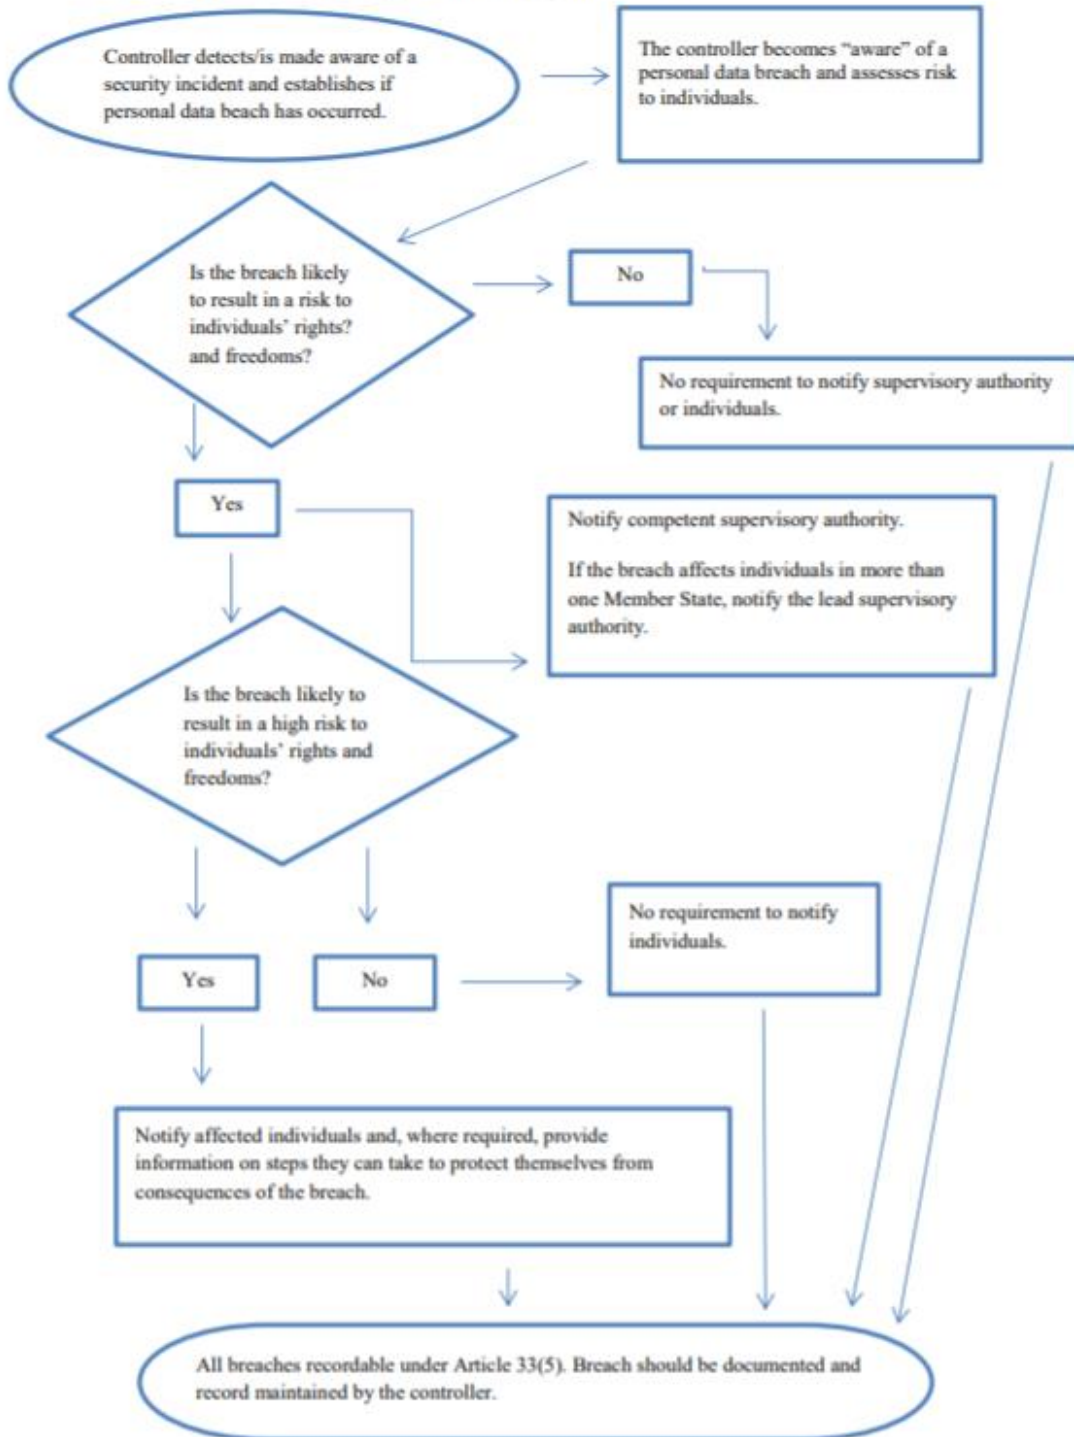 Controller detects/is made aware of a
security incident and establishes if
personal data beach has occurred.
The controller becomes “aware” of a
personal data breach and assesses risk
to individuals.
Is the breach likely
to result in a risk to
individuals’ rights?
and freedoms?
No
No requirement to notify supervisory authority
or individuals.
Yes
Notify competent supervisory authority.
If the breach affects individuals in more than
one Member State, notify the lead supervisory
authority.
Is the breach likely to
result in a high risk to
individuals’ rights and
freedoms?
No requirement to notify
individuals.
Yes
No
Notify affected individuals and, where required, provide
information on steps they can take to protect themselves from
consequences of the breach.
All breaches recordable under Article 33(5). Breach should be documented and
record maintained by the controller.